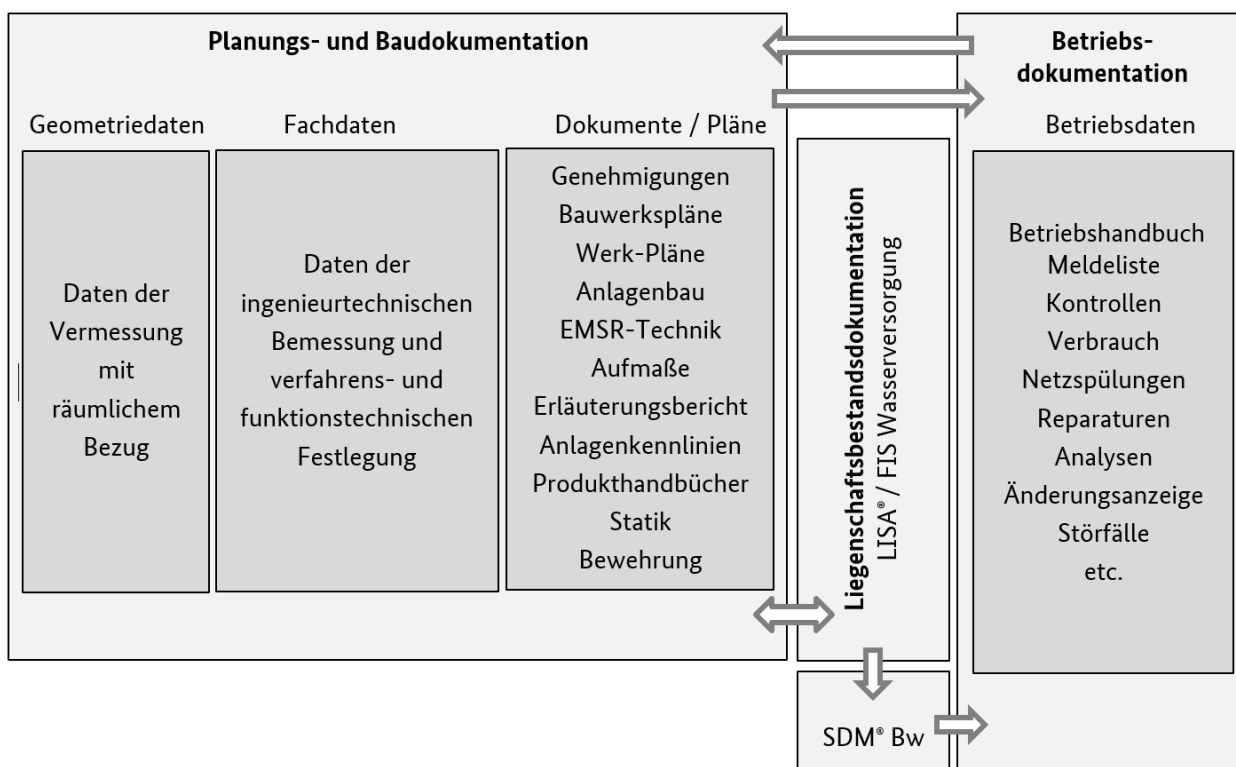 Planungs- und Baudokumentation
Geometriedaten
Daten der
Vermessung
mit
räumlichem
Bezug
Fachdaten
Daten der
ingenieurtechnischen
Bemessung und
verfahrens- und
funktionstechnischen
Festlegung
Dokumente / Pläne
Genehmigungen
Bauwerkspläne
Werk-Pläne
Anlagenbau
EMSR-Technik
Aufmaße
Erläuterungsbericht
Anlagenkennlinien
Produkthandbücher
Statik
Bewehrung
Liegenschaftsbestandsdokumentation
LISA® / FIS Wasserversorgung
SDM® Bw
Betriebs-
dokumentation
Betriebsdaten
Betriebshandbuch
Meldeliste
Kontrollen
Verbrauch
Netzspülungen
Reparaturen
Analysen
Änderungsanzeige
Störfälle
etc.